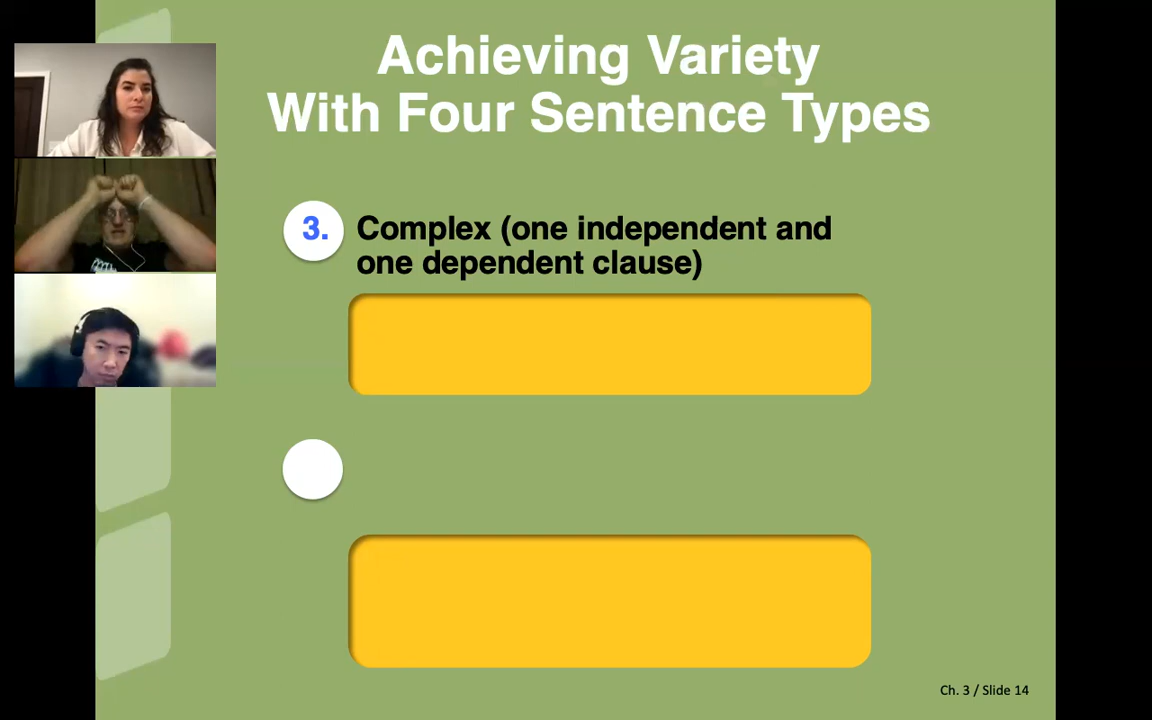 Achieving Variety
With Four Sentence Types
3. Complex (one independent and
one dependent clause)
Ch. 3 / Slide 14